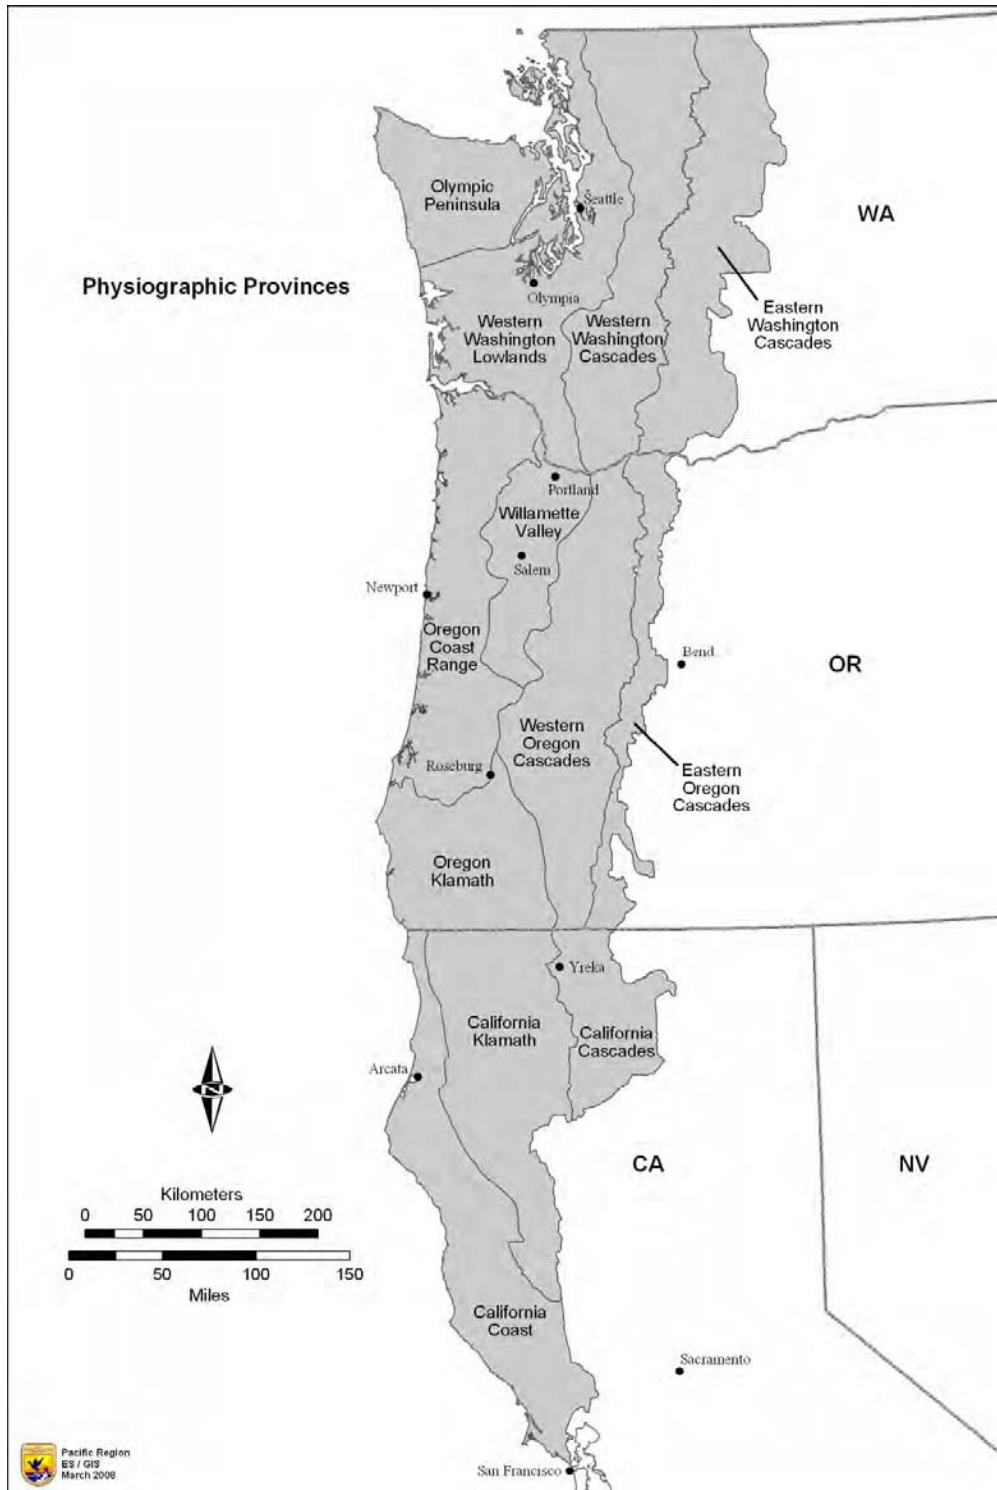 Olympic
Peninsula
Seattle
WA
Physiographic Provinces
Olympia
Eastern
Washington
Cascades
Western
Washington
Lowlands
Western
Washington
Cascades
Portland
Willamette
Valley
Salem
Newport
Oregon
Coast
Range
Bend
OR
Western
Oregon
Cascades
Roseburg
Eastern
Oregon
Cascades
Oregon
Klamath
Yreka
California
Klamath
California
Cascades
Arcata
N
CA
NV
Kilometers
0 50 100 150 200
0 50 100 150
Miles
California
Coast
Sacramento
San Francisco
Pacific Region
ES / GIS
March 2008